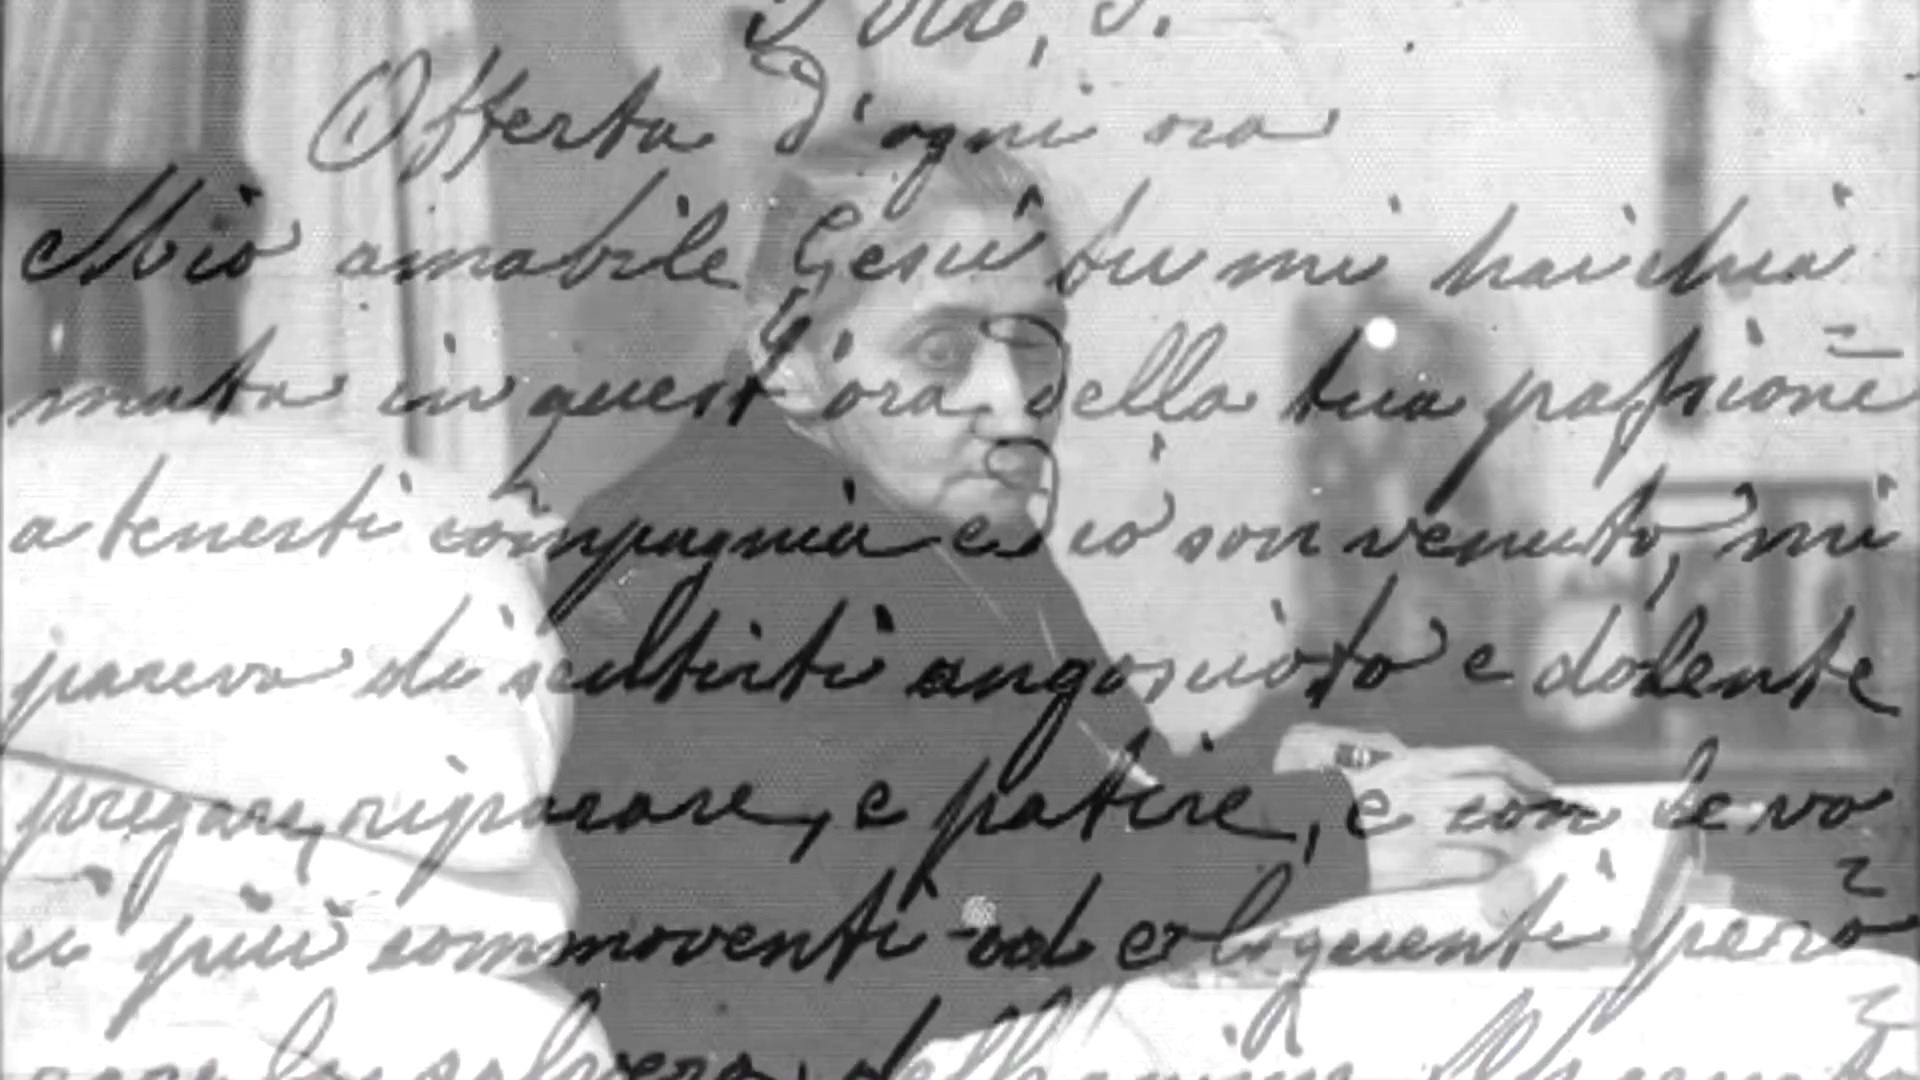 Offerta d'ogni ora
Mio amabile Gesù tu mi hai chia
mata in quest'ora della tua passione
a tenerti compagnia ed io son venuto, mi
pareva di sentirti angosciato e dolente
pregare, riparare, e patire, e con le vo
ci più commoventi ed eloquenti però